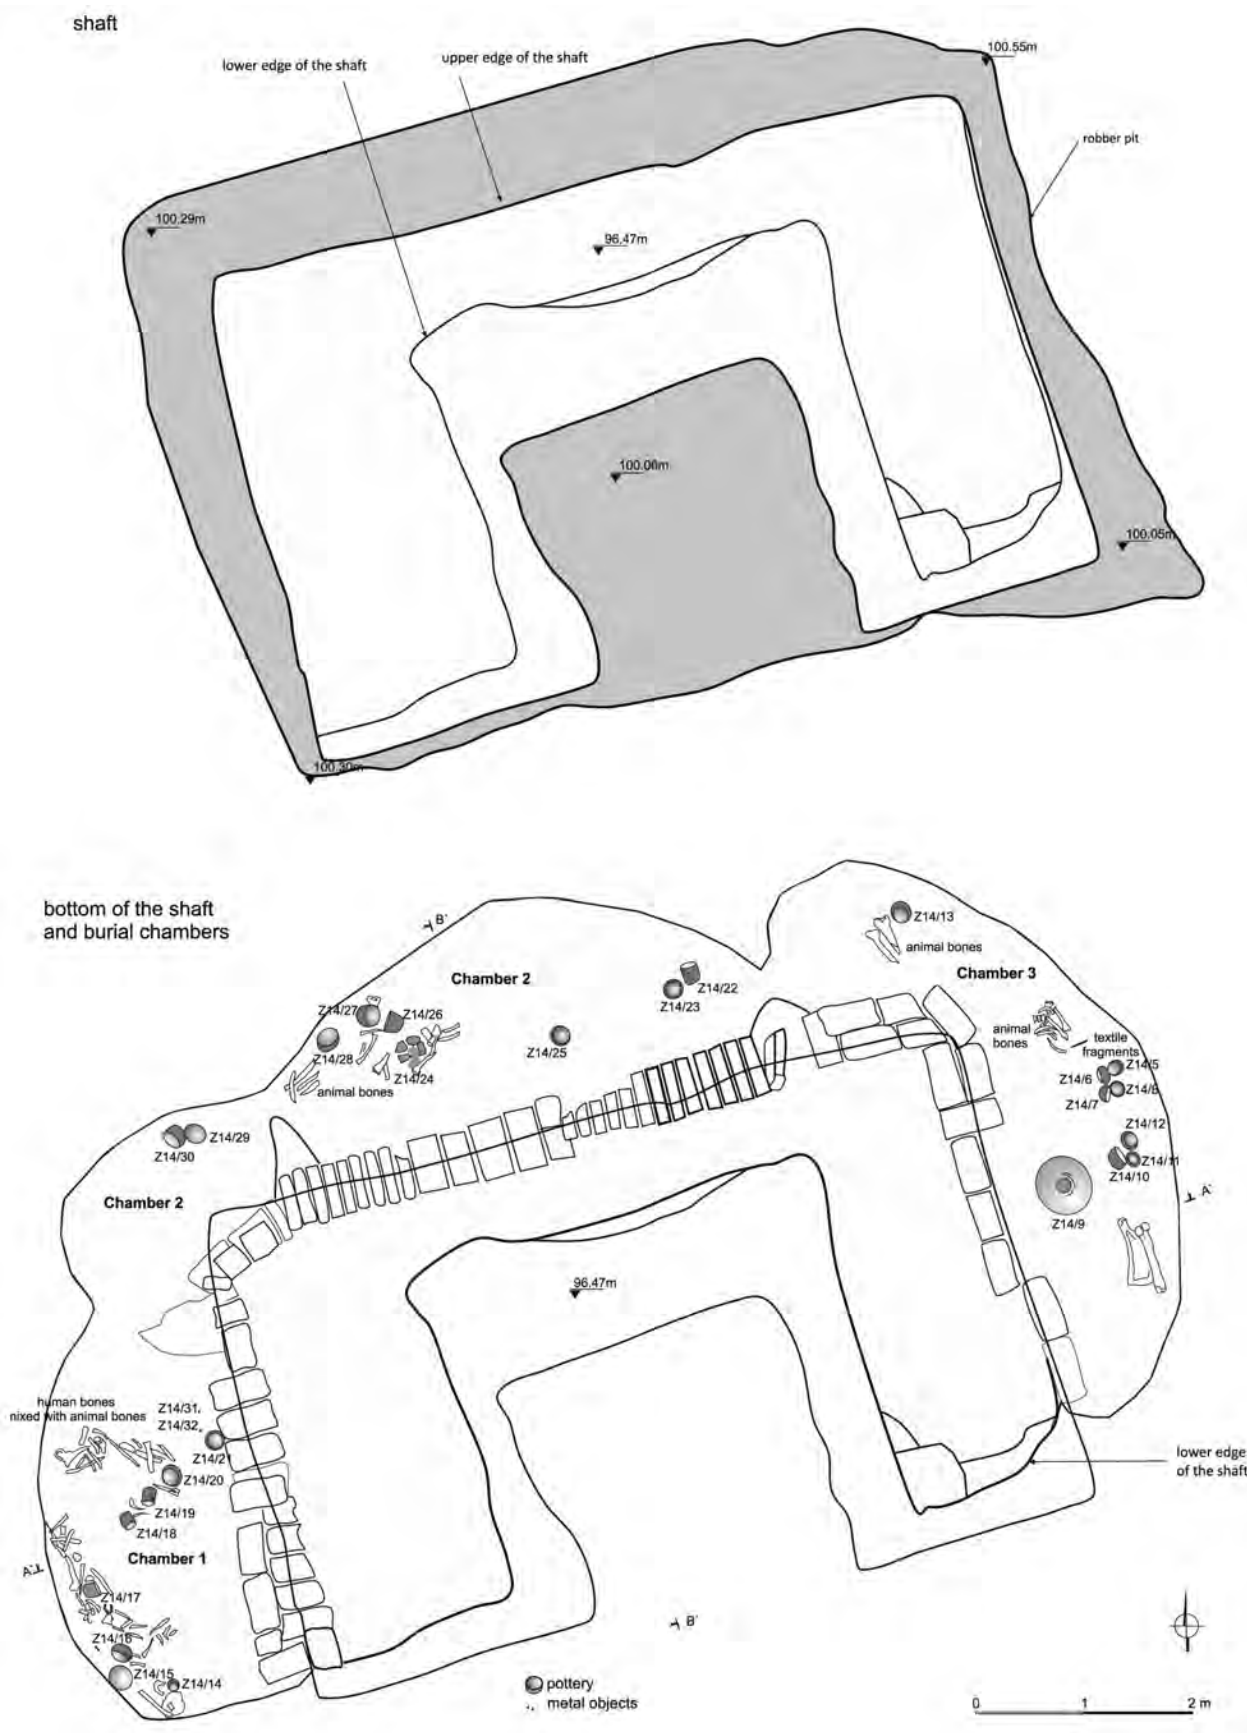 shaft
100.55m
lower edge of the shaft
upper edge of the shaft
robber pit
100.29m
96.47m
100.06m
100.05m
100.30m
bottom of the shaft
and burial chambers
B'
Z14/13
animal bones
Chamber 2
Chamber 3
Z14/22
Z14/23
Z14/27
Z14/26
Z14/25
Z14/28
Z14/24
animal bones
animal
bones
textile
fragments
Z14/5
Z14/6
Z14/8
Z14/7
Z14/29
Z14/30
Z14/12
Z14/11
Z14/10
Z14/9
Chamber 2
A'
96.47m
human bones
nixed with animal bones
Z14/31
Z14/32
Z14/21
Z14/20
Z14/19
Z14/18
Chamber 1
lower edge
of the shaft
A'
Z14/17
Z14/16
B'
Z14/15
Z14/14
pottery
metal objects
0 1 2 m